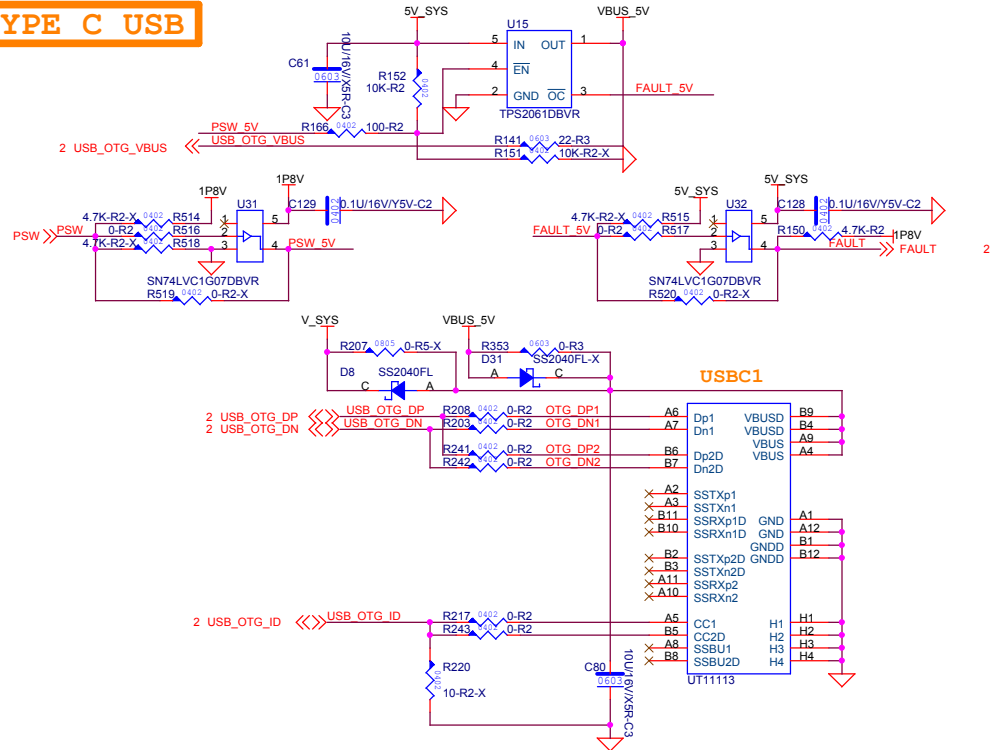 YPE C USB
5V_SYS
VBUS_5V
U15
5 IN OUT 1
C61
0603
10U/16V/X5R-C3
R152
10K-R2
0402
4 EN
2 GND OC 3
FAULT_5V
TPS2061DBVR
PSW_5V
R166 0402 100-R2
2 USB_OTG_VBUS
USB_OTG_VBUS
R141 0603 22-R3
R151 0402 10K-R2-X
1P8V
1P8V
U31
C129 0402 0.1U/16V/Y5V-C2
4.7K-R2-X 0402 R514
1 5
PSW PSW
0-R2 0402 R516
2
4.7K-R2-X 0402 R518
3 4
PSW_5V
SN74LVC1G07DBVR
R519 0402 0-R2-X
5V_SYS
5V_SYS
U32
C128 0402 0.1U/16V/Y5V-C2
4.7K-R2-X 0402 R515
1 5
FAULT_5V
0-R2 0402 R517
2
R150 0402 4.7K-R2
1P8V
3 4
FAULT
FAULT 2
SN74LVC1G07DBVR
R520 0402 0-R2-X
V_SYS
VBUS_5V
R207 0805 0-R5-X
R353 0603 0-R3
D8 SS2040FL
C A
D31 SS2040FL-X
A C
USBC1
2 USB_OTG_DP USB_OTG_DP R208 0402 0-R2 OTG_DP1 A6 Dp1 VBUSD B9
2 USB_OTG_DN USB_OTG_DN R203 0402 0-R2 OTG_DN1 A7 Dn1 VBUSD B4
VBUS A9
R241 0402 0-R2 OTG_DP2 B6 Dp2D VBUS A4
R242 0402 0-R2 OTG_DN2 B7 Dn2D
A2 SSTXp1
A3 SSTXn1
B11 SSRXp1D GND A1
B10 SSRXn1D GND A12
GNDD B1
B2 SSTXp2D GNDD B12
B3 SSTXn2D
A11 SSRXp2
A10 SSRXn2
2 USB_OTG_ID USB_OTG_ID R217 0402 0-R2 A5 CC1 H1 H1
R243 0402 0-R2 B5 CC2D H2 H2
A8 SSBU1 H3 H3
B8 SSBU2D H4 H4
UT11113
R220
0402
10-R2-X
C80
0603
10U/16V/X5R-C3